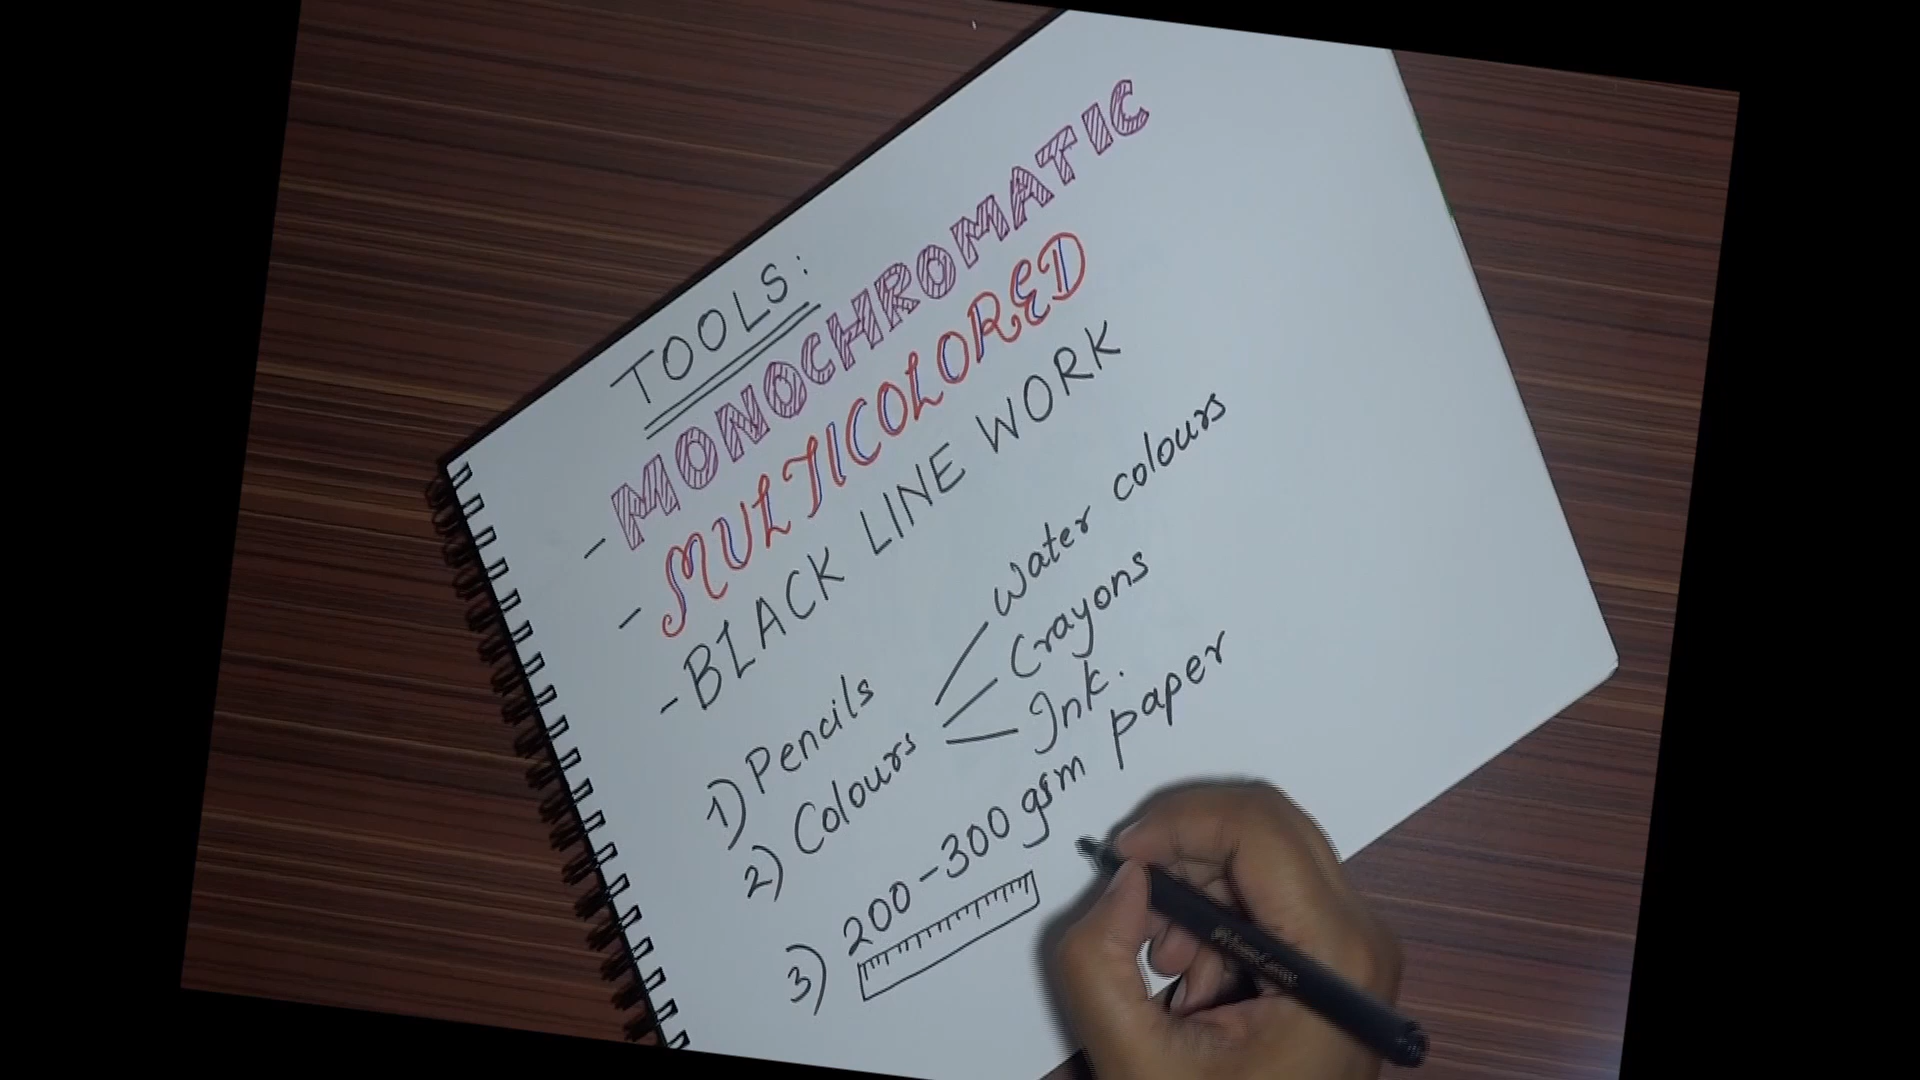 TOOLS:
- MONOCHROMATIC
- MULTICOLORED
- BLACK LINE WORK
1) Pencils
2) Colours
Water colours
Crayons
Ink.
3) 200-300 gsm paper